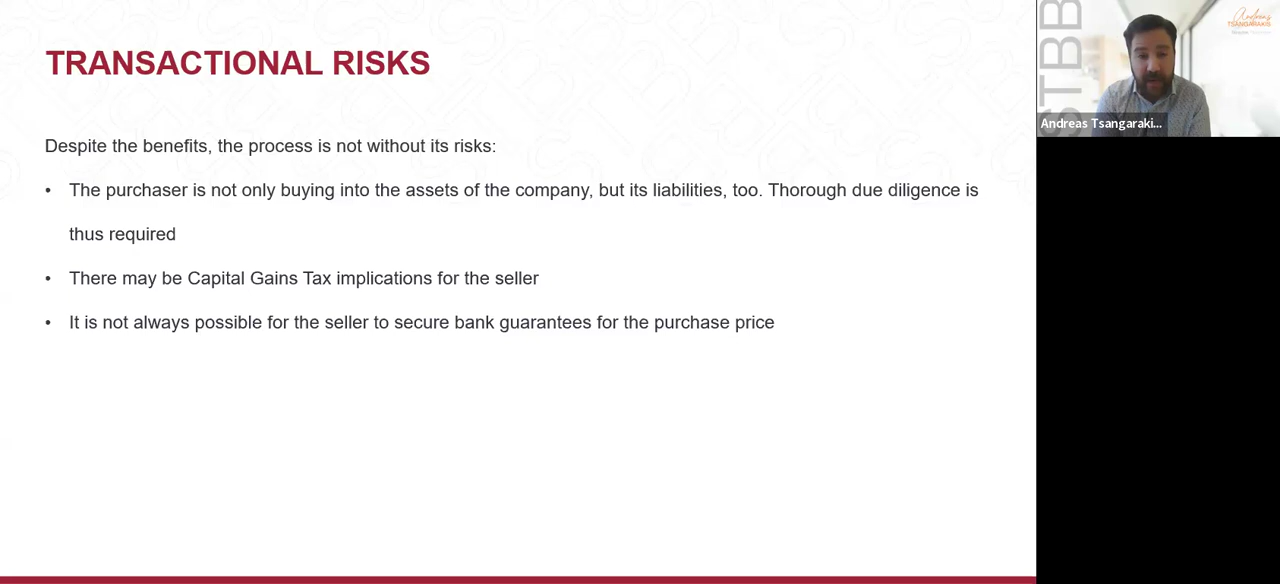 TRANSACTIONAL RISKS
Despite the benefits, the process is not without its risks:
• The purchaser is not only buying into the assets of the company, but its liabilities, too. Thorough due diligence is
thus required
• There may be Capital Gains Tax implications for the seller
• It is not always possible for the seller to secure bank guarantees for the purchase price
STBB
Andreas
TSANGARAKIS
Andreas Tsangaraki...